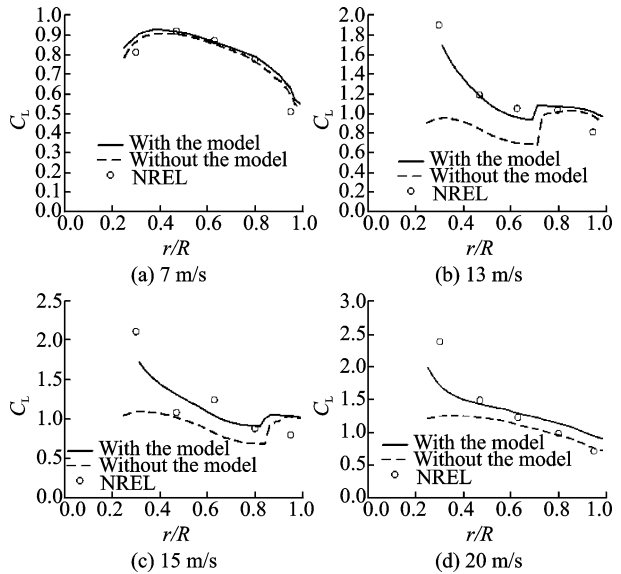 1.0
0.9
0.8
0.7
0.6
0.5
0.4
0.3
0.2
0.1
0.0
C_L
With the model
Without the model
NREL
0.0 0.2 0.4 0.6 0.8 1.0
r/R
(a) 7 m/s
2.0
1.8
1.6
1.4
1.2
1.0
0.8
0.6
0.4
0.2
0.0
C_L
With the model
Without the model
NREL
0.0 0.2 0.4 0.6 0.8 1.0
r/R
(b) 13 m/s
2.5
2.0
1.5
1.0
0.5
0.0
C_L
With the model
Without the model
NREL
0.0 0.2 0.4 0.6 0.8 1.0
r/R
(c) 15 m/s
3.0
2.5
2.0
1.5
1.0
0.5
0.0
C_L
With the model
Without the model
NREL
0.0 0.2 0.4 0.6 0.8 1.0
r/R
(d) 20 m/s